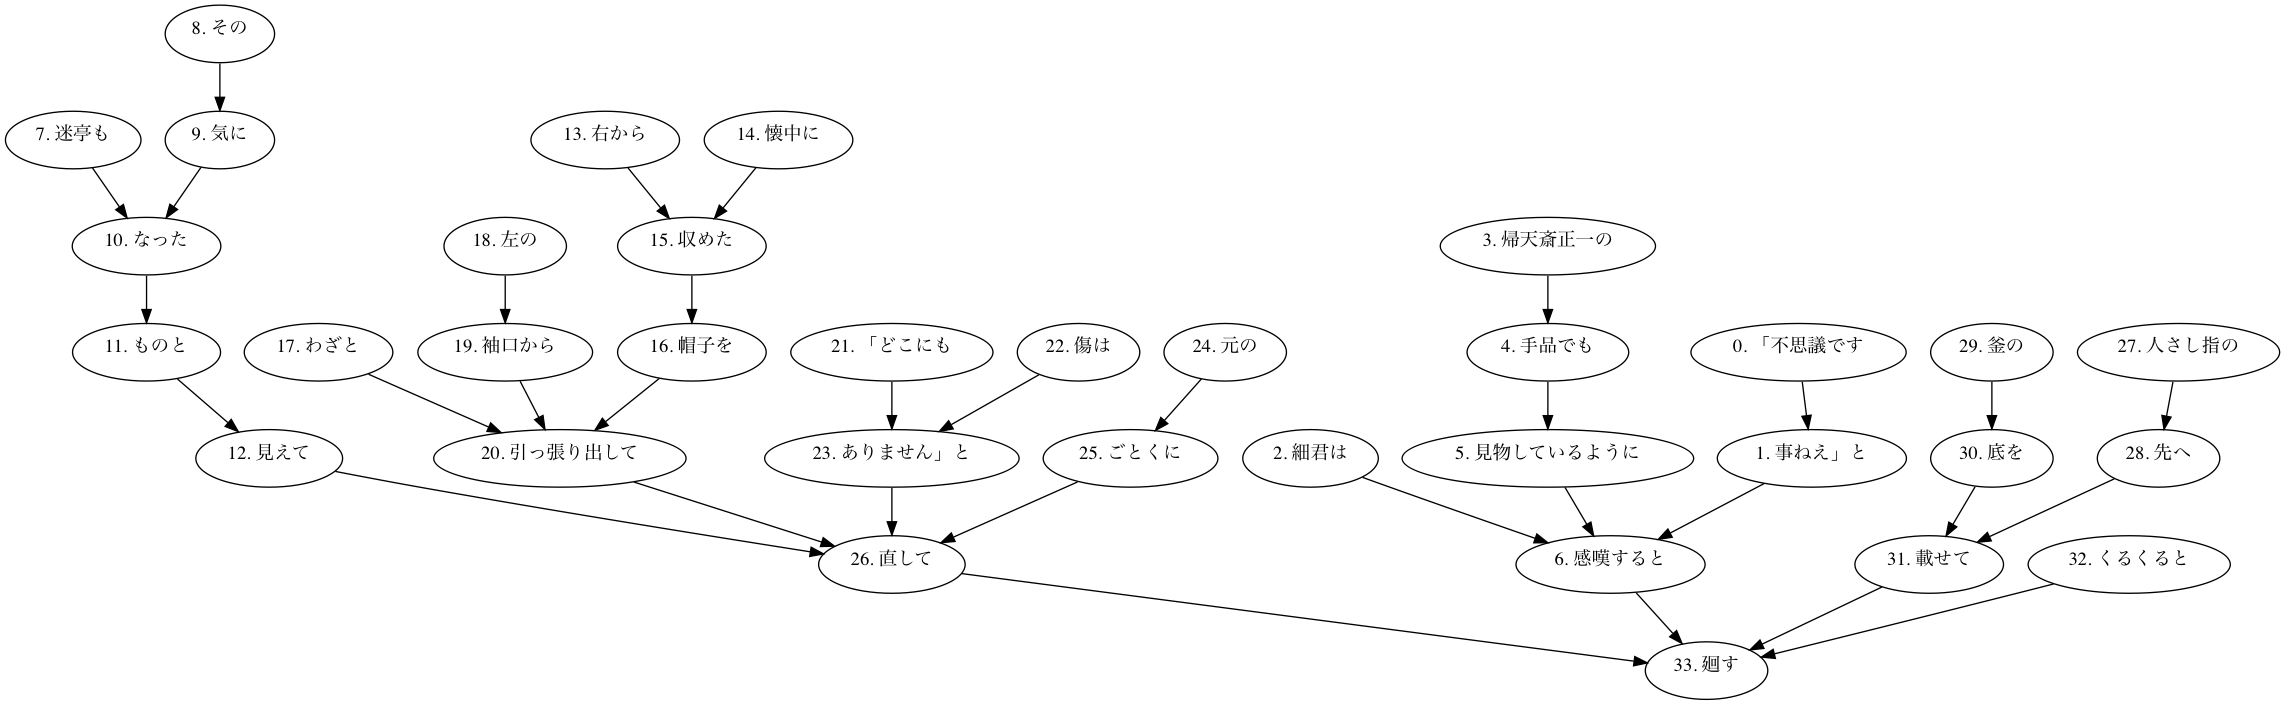 8. その
7. 迷亭も
9. 気に
13. 右から
14. 懐中に
10. なった
18. 左の
15. 収めた
3. 帰天斎正一の
11. ものと
17. わざと
19. 袖口から
16. 帽子を
21. 「どこにも
22. 傷は
24. 元の
4. 手品でも
0. 「不思議です
29. 釜の
27. 人さし指の
12. 見えて
20. 引っ張り出して
23. ありません」と
25. ごとくに
2. 細君は
5. 見物しているように
1. 事ねえ」と
30. 底を
28. 先へ
26. 直して
6. 感嘆すると
31. 載せて
32. くるくると
33. 廻す